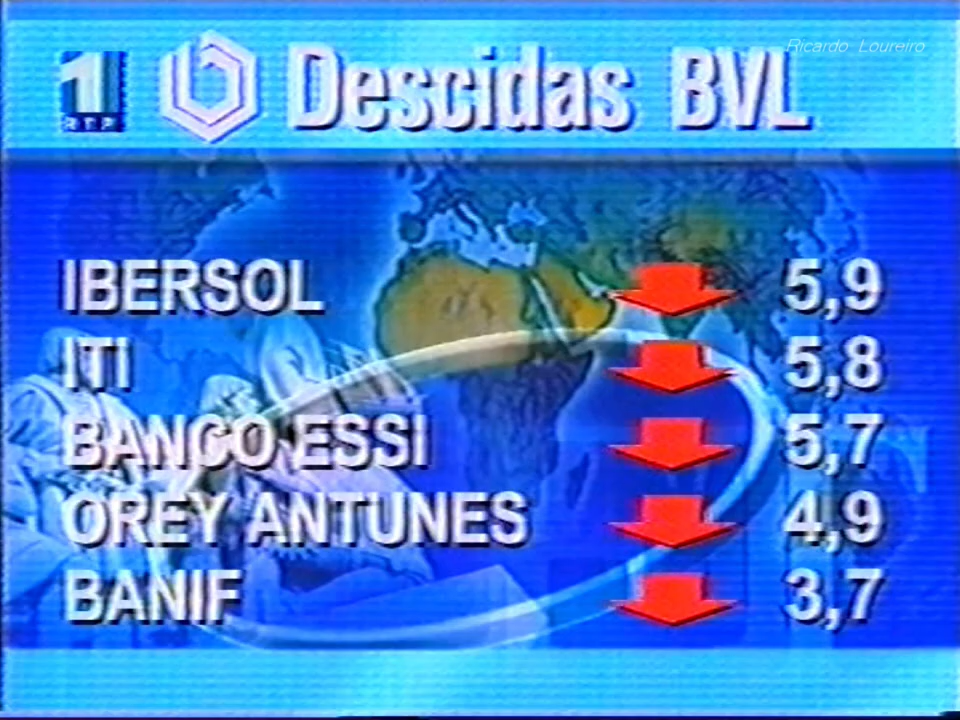 Ricardo Loureiro
1 Descidas BVL
RTP
IBERSOL 5,9
ITI 5,8
BANCO ESSI 5,7
OREY ANTUNES 4,9
BANIF 3,7